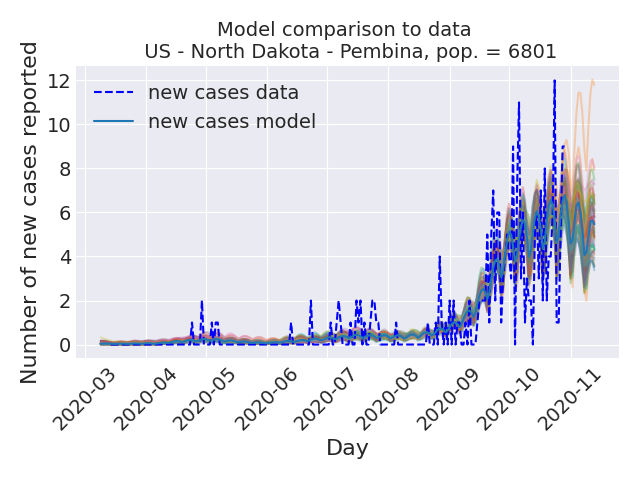 Model comparison to data
US - North Dakota - Pembina, pop. = 6801
Number of new cases reported
12
10
8
6
4
2
0
new cases data
new cases model
2020-03
2020-04
2020-05
2020-06
2020-07
2020-08
2020-09
2020-10
2020-11
Day